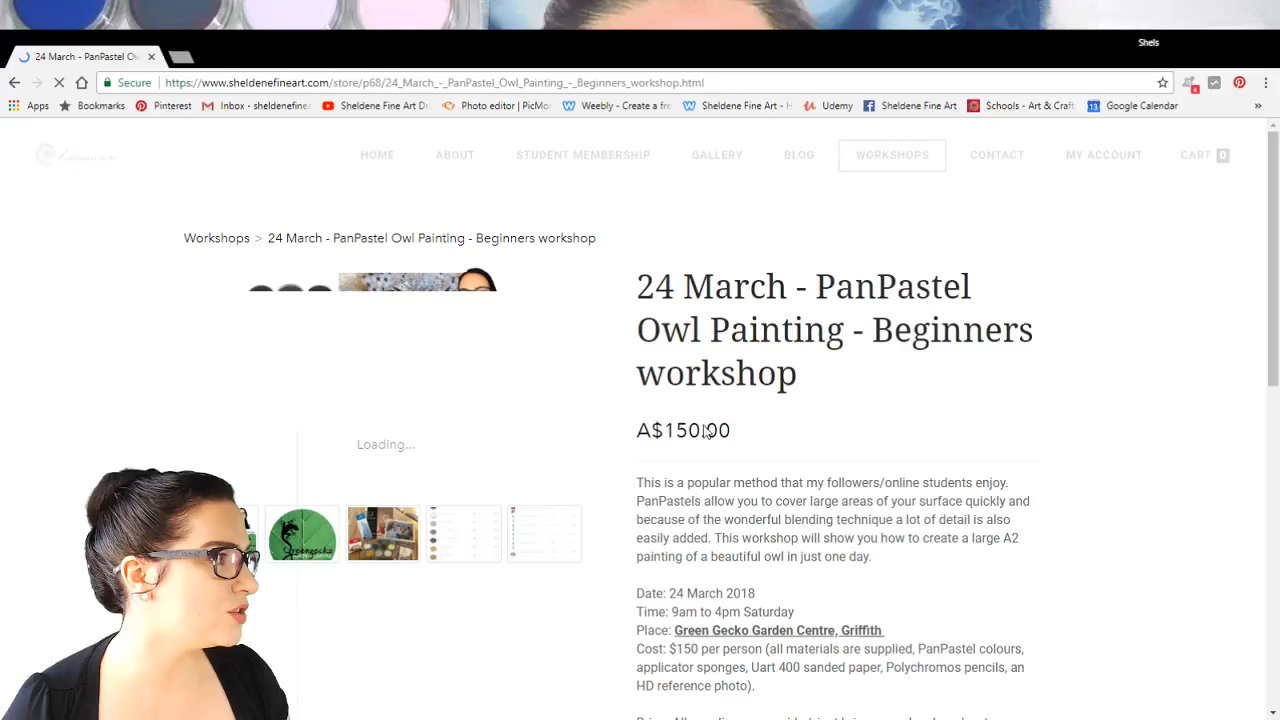 Shels
24 March - PanPastel Ow
Secure
https://www.sheldenefineart.com/store/p68/24_March_-_PanPastel_Owl_Painting_-_Beginners_workshop.html
4
Apps Bookmarks Pinterest Inbox - sheldenefine Sheldene Fine Art Dr Photo editor | PicMo Weebly - Create a fre Sheldene Fine Art - H Udemy Sheldene Fine Art Schools - Art & Craft 13 Google Calendar »
HOME ABOUT STUDENT MEMBERSHIP GALLERY BLOG WORKSHOPS CONTACT MY ACCOUNT CART 0
Workshops > 24 March - PanPastel Owl Painting - Beginners workshop
24 March - PanPastel
Owl Painting - Beginners
workshop
A$150.00
Loading...
Greengecko
This is a popular method that my followers/online students enjoy.
PanPastels allow you to cover large areas of your surface quickly and
because of the wonderful blending technique a lot of detail is also
easily added. This workshop will show you how to create a large A2
painting of a beautiful owl in just one day.
Date: 24 March 2018
Time: 9am to 4pm Saturday
Place: Green Gecko Garden Centre, Griffith
Cost: $150 per person (all materials are supplied, PanPastel colours,
applicator sponges, Uart 400 sanded paper, Polychromos pencils, an
HD reference photo).